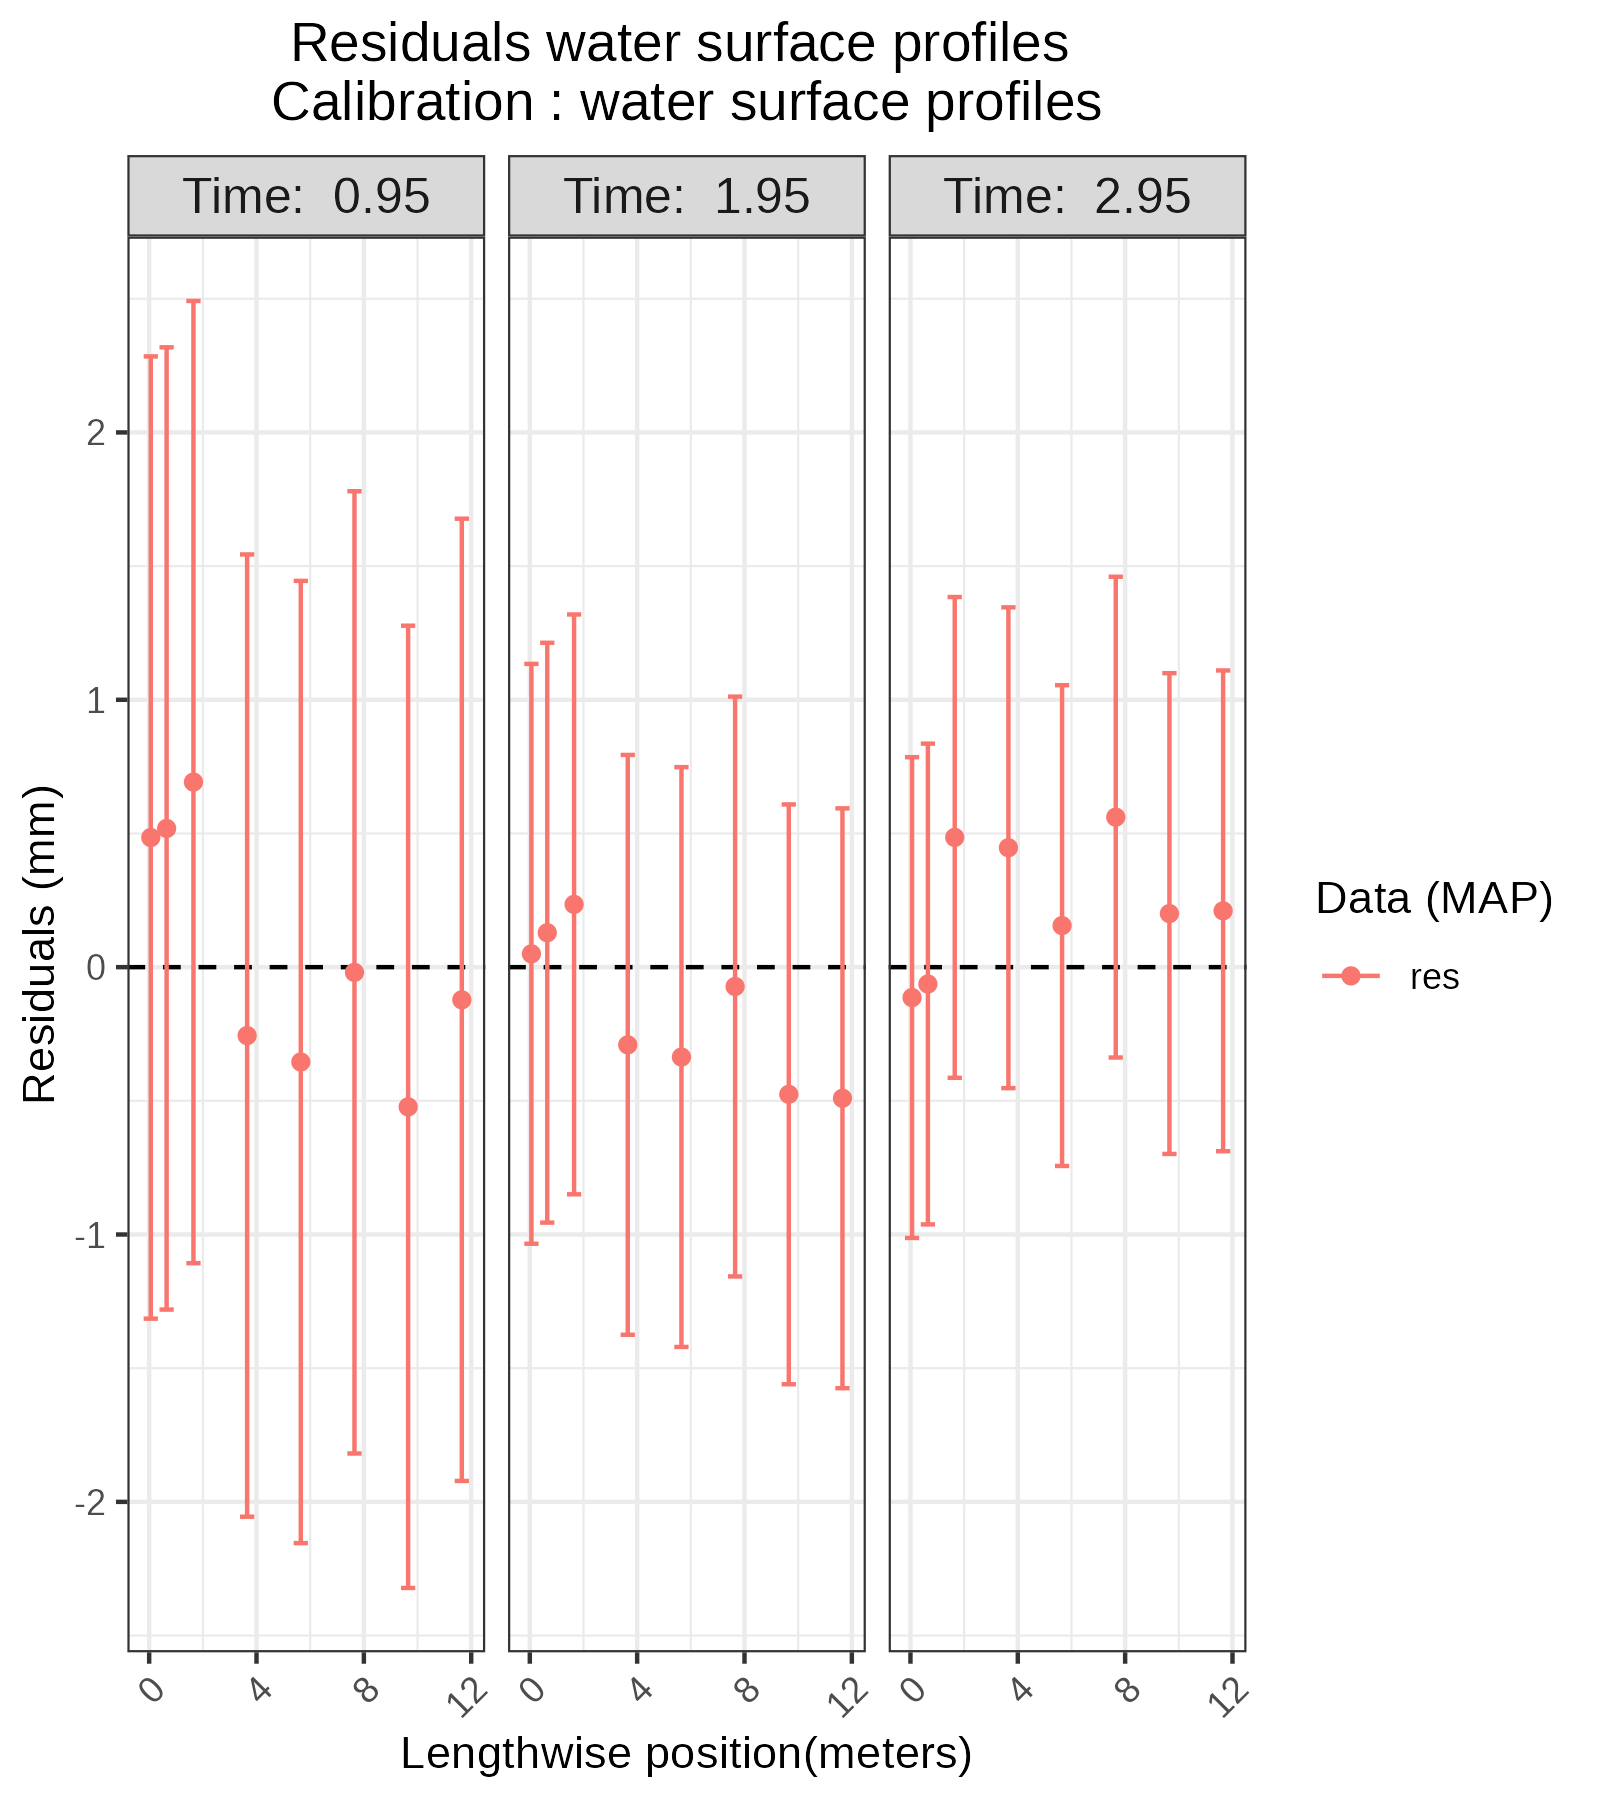 Residuals water surface profiles
Calibration : water surface profiles
Time:  0.95
Time:  1.95
Time:  2.95
2
1
0
-1
-2
Residuals (mm)
0 4 8 12
0 4 8 12
0 4 8 12
Lengthwise position(meters)
Data (MAP)
res